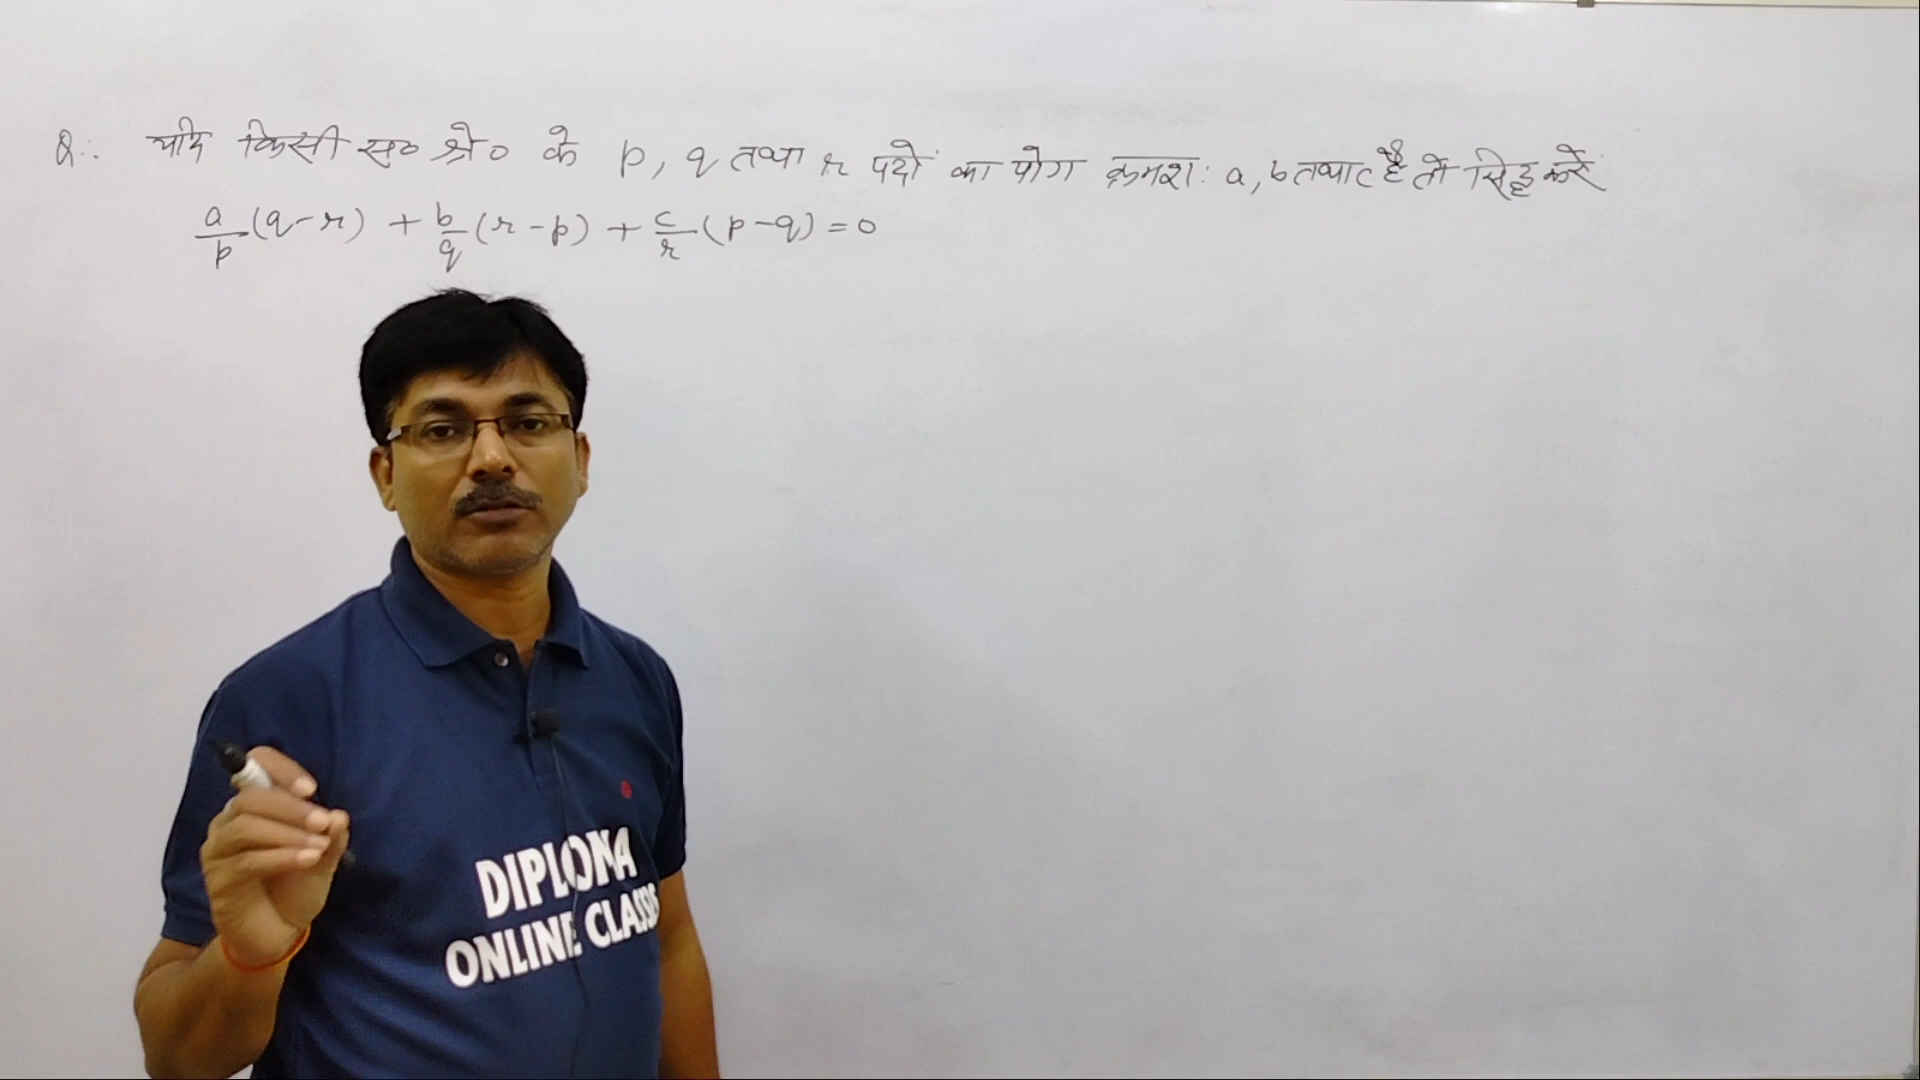 Q:. यदि किसी स० श्रे० के p, q तथा r पदों का योग क्रमशः a, b तथा c है तो सिद्ध करें
a/p (q-r) + b/q (r-p) + c/r (p-q) = 0
DIPLOMA
ONLINE CLASSES